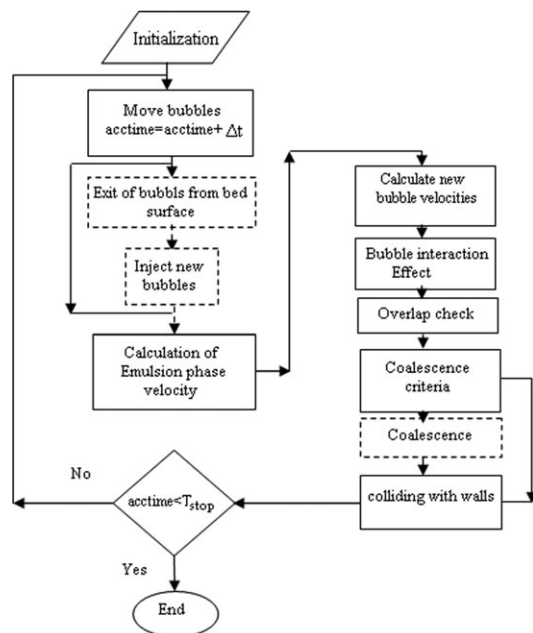 Initialization
Move bubbles
acctime=acctime+ Δt
Exit of bubbls from bed
surface
Inject new
bubbles
Calculation of
Emulsion phase
velocity
Calculate new
bubble velocities
Bubble interaction
Effect
Overlap check
Coalescence
criteria
Coalescence
colliding with walls
acctime<Tstop
No
Yes
End